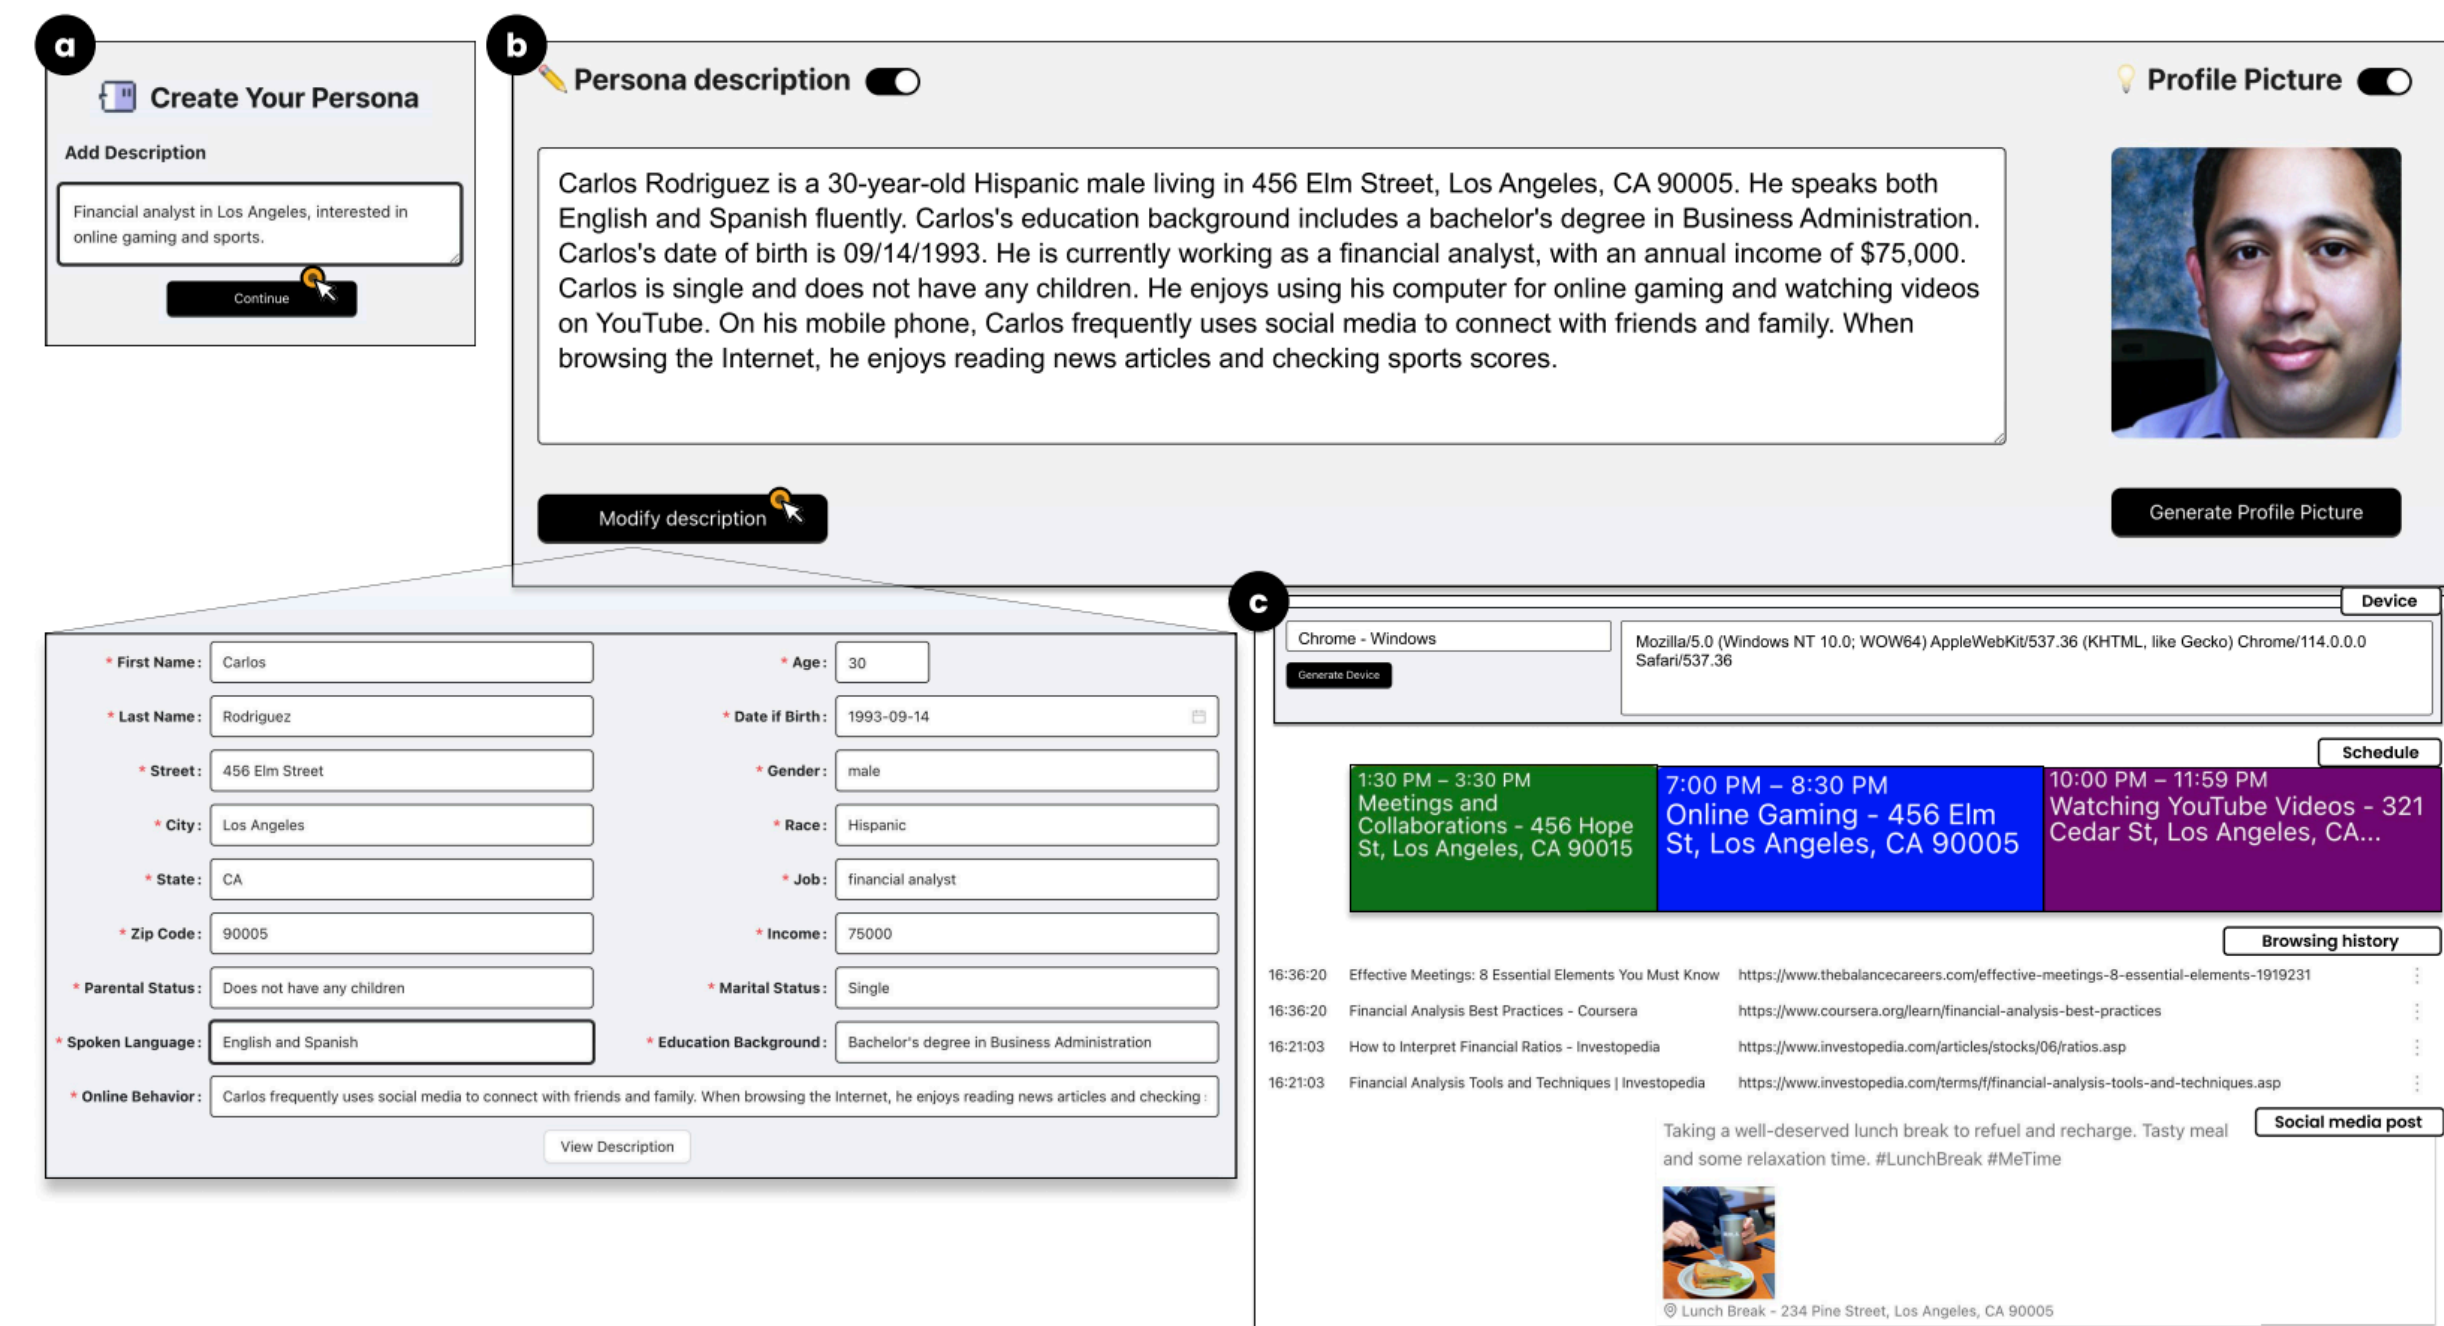 a
Create Your Persona
Add Description
Financial analyst in Los Angeles, interested in
online gaming and sports.
Continue
b
Persona description
Profile Picture
Carlos Rodriguez is a 30-year-old Hispanic male living in 456 Elm Street, Los Angeles, CA 90005. He speaks both
English and Spanish fluently. Carlos's education background includes a bachelor's degree in Business Administration.
Carlos's date of birth is 09/14/1993. He is currently working as a financial analyst, with an annual income of $75,000.
Carlos is single and does not have any children. He enjoys using his computer for online gaming and watching videos
on YouTube. On his mobile phone, Carlos frequently uses social media to connect with friends and family. When
browsing the Internet, he enjoys reading news articles and checking sports scores.
Modify description
Generate Profile Picture
* First Name: Carlos
* Age: 30
* Last Name: Rodriguez
* Date if Birth: 1993-09-14
* Street: 456 Elm Street
* Gender: male
* City: Los Angeles
* Race: Hispanic
* State: CA
* Job: financial analyst
* Zip Code: 90005
* Income: 75000
* Parental Status: Does not have any children
* Marital Status: Single
* Spoken Language: English and Spanish
* Education Background: Bachelor's degree in Business Administration
* Online Behavior: Carlos frequently uses social media to connect with friends and family. When browsing the Internet, he enjoys reading news articles and checking
View Description
c
Device
Chrome - Windows
Generate Device
Mozilla/5.0 (Windows NT 10.0; WOW64) AppleWebKit/537.36 (KHTML, like Gecko) Chrome/114.0.0.0
Safari/537.36
Schedule
1:30 PM – 3:30 PM
Meetings and
Collaborations - 456 Hope
St, Los Angeles, CA 90015
7:00 PM – 8:30 PM
Online Gaming - 456 Elm
St, Los Angeles, CA 90005
10:00 PM – 11:59 PM
Watching YouTube Videos - 321
Cedar St, Los Angeles, CA...
Browsing history
16:36:20 Effective Meetings: 8 Essential Elements You Must Know https://www.thebalancecareers.com/effective-meetings-8-essential-elements-1919231
16:36:20 Financial Analysis Best Practices - Coursera https://www.coursera.org/learn/financial-analysis-best-practices
16:21:03 How to Interpret Financial Ratios - Investopedia https://www.investopedia.com/articles/stocks/06/ratios.asp
16:21:03 Financial Analysis Tools and Techniques | Investopedia https://www.investopedia.com/terms/f/financial-analysis-tools-and-techniques.asp
Social media post
Taking a well-deserved lunch break to refuel and recharge. Tasty meal
and some relaxation time. #LunchBreak #MeTime
Lunch Break - 234 Pine Street, Los Angeles, CA 90005